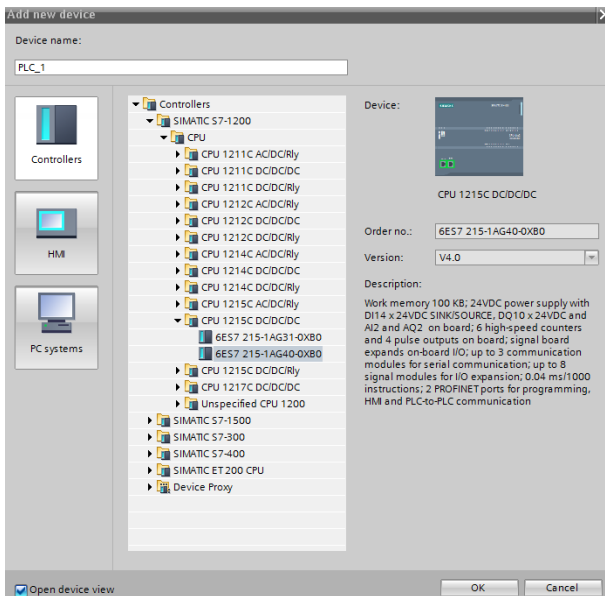 Add new device
Device name:
PLC_1
Controllers
HMI
PC systems
Controllers
SIMATIC S7-1200
CPU
CPU 1211C AC/DC/Rly
CPU 1211C DC/DC/DC
CPU 1211C DC/DC/Rly
CPU 1212C AC/DC/Rly
CPU 1212C DC/DC/DC
CPU 1212C DC/DC/Rly
CPU 1214C AC/DC/Rly
CPU 1214C DC/DC/DC
CPU 1214C DC/DC/Rly
CPU 1215C AC/DC/Rly
CPU 1215C DC/DC/DC
6ES7 215-1AG31-0XB0
6ES7 215-1AG40-0XB0
CPU 1215C DC/DC/Rly
CPU 1217C DC/DC/DC
Unspecified CPU 1200
SIMATIC S7-1500
SIMATIC S7-300
SIMATIC S7-400
SIMATIC ET 200 CPU
Device Proxy
Device:
CPU 1215C DC/DC/DC
Order no.: 6ES7 215-1AG40-0XB0
Version: V4.0
Description:
Work memory 100 KB; 24VDC power supply with
DI14 x 24VDC SINK/SOURCE, DQ10 x 24VDC and
AI2 and AQ2 on board; 6 high-speed counters
and 4 pulse outputs on board; signal board
expands on-board I/O; up to 3 communication
modules for serial communication; up to 8
signal modules for I/O expansion; 0.04 ms/1000
instructions; 2 PROFINET ports for programming,
HMI and PLC-to-PLC communication
Open device view
OK
Cancel